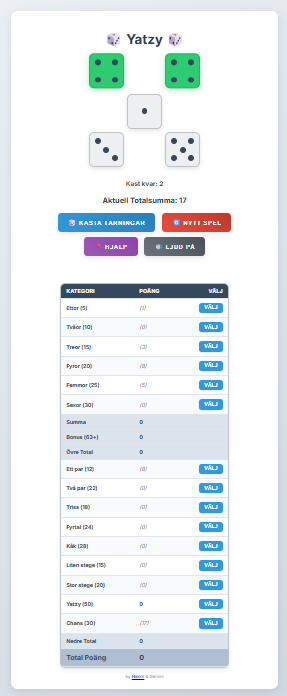 Yatzy
Kast kvar: 2
Aktuell Totalsumma: 17
KASTA TÄRNINGAR
NYTT SPEL
HJÄLP
LJUD PÅ
KATEGORI POÄNG VÄLJ
Ettor (5) (1) VÄLJ
Tvåor (10) (0) VÄLJ
Treor (15) (3) VÄLJ
Fyror (20) (8) VÄLJ
Femmor (25) (5) VÄLJ
Sexor (30) (0) VÄLJ
Summa 0
Bonus (63+) 0
Övre Total 0
Ett par (12) (8) VÄLJ
Två par (22) (0) VÄLJ
Triss (18) (0) VÄLJ
Fyrtal (24) (0) VÄLJ
Kåk (28) (0) VÄLJ
Liten stege (15) (0) VÄLJ
Stor stege (20) (0) VÄLJ
Yatzy (50) 0 VÄLJ
Chans (30) (17) VÄLJ
Nedre Total 0
Total Poäng 0